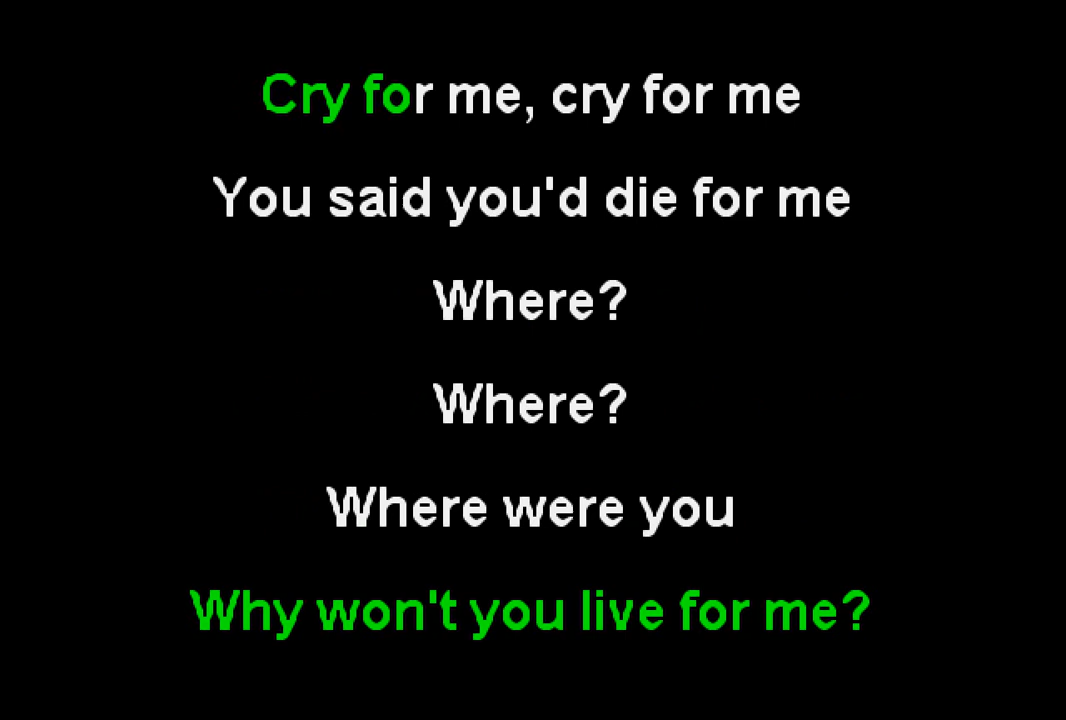 Cry for me, cry for me
You said you'd die for me
Where?
Where?
Where were you
Why won't you live for me?